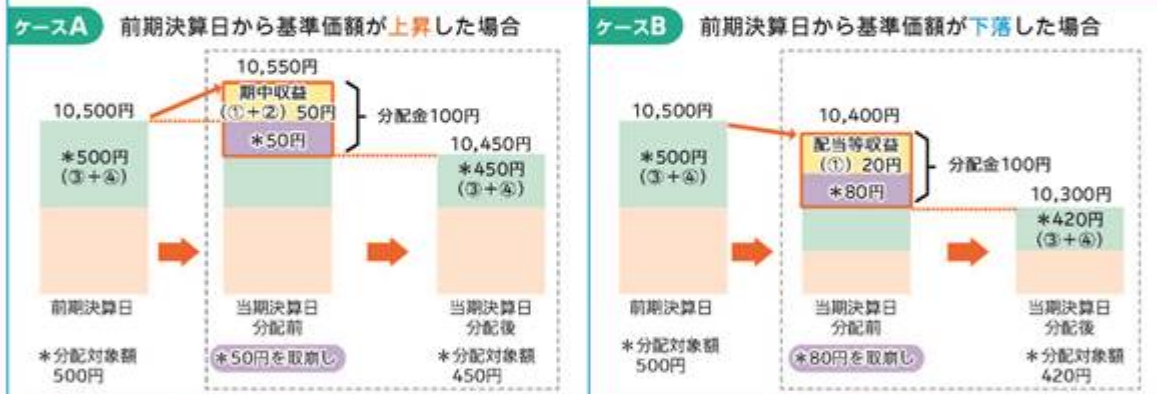 ケースA 前期決算日から基準価額が上昇した場合
10,550円
期中収益
(①+②) 50円
10,500円
分配金100円
*50円
10,450円
*500円
(③+④)
*450円
(③+④)
前期決算日
当期決算日
分配前
当期決算日
分配後
*分配対象額
500円
*50円を取崩し
*分配対象額
450円
ケースB 前期決算日から基準価額が下落した場合
10,500円
10,400円
配当等収益
(①) 20円
分配金100円
*500円
(③+④)
*80円
10,300円
*420円
(③+④)
前期決算日
当期決算日
分配前
当期決算日
分配後
*分配対象額
500円
*80円を取崩し
*分配対象額
420円